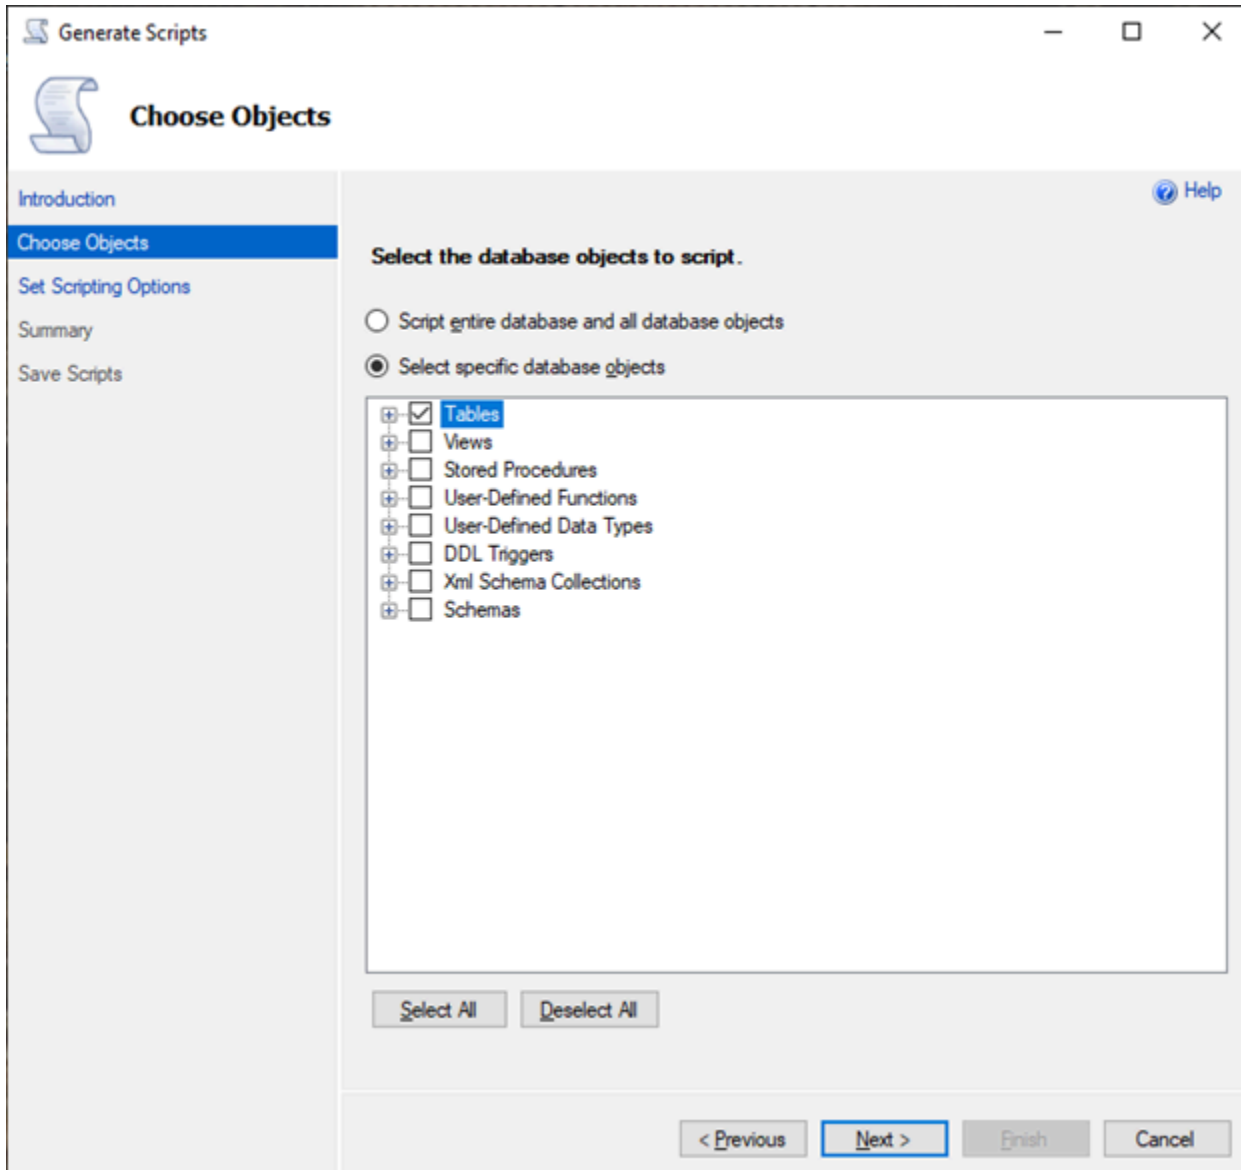 Generate Scripts
Choose Objects
Introduction
Help
Choose Objects
Select the database objects to script.
Set Scripting Options
Script entire database and all database objects
Summary
Select specific database objects
Save Scripts
Tables
Views
Stored Procedures
User-Defined Functions
User-Defined Data Types
DDL Triggers
Xml Schema Collections
Schemas
Select All
Deselect All
< Previous
Next >
Finish
Cancel